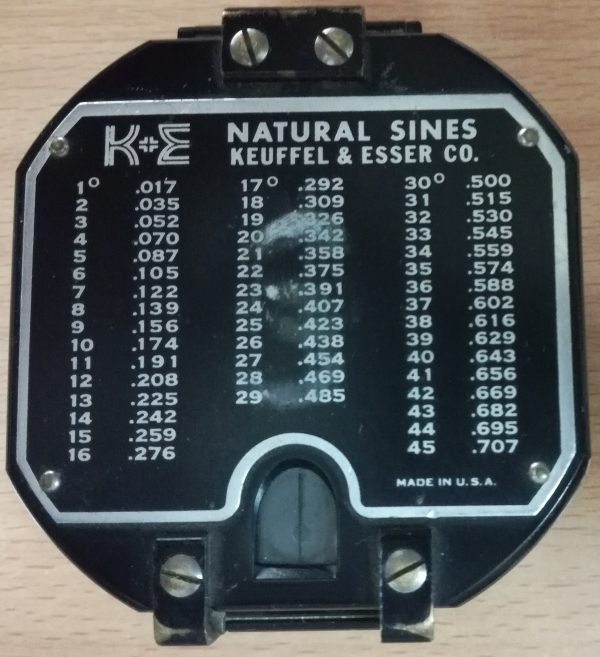 K+E NATURAL SINES
KEUFFEL & ESSER CO.
1° .017 17° .292 30° .500
2 .035 18 .309 31 .515
3 .052 19 .326 32 .530
4 .070 20 .342 33 .545
5 .087 21 .358 34 .559
6 .105 22 .375 35 .574
7 .122 23 .391 36 .588
8 .139 24 .407 37 .602
9 .156 25 .423 38 .616
10 .174 26 .438 39 .629
11 .191 27 .454 40 .643
12 .208 28 .469 41 .656
13 .225 29 .485 42 .669
14 .242 43 .682
15 .259 44 .695
16 .276 45 .707
MADE IN U.S.A.